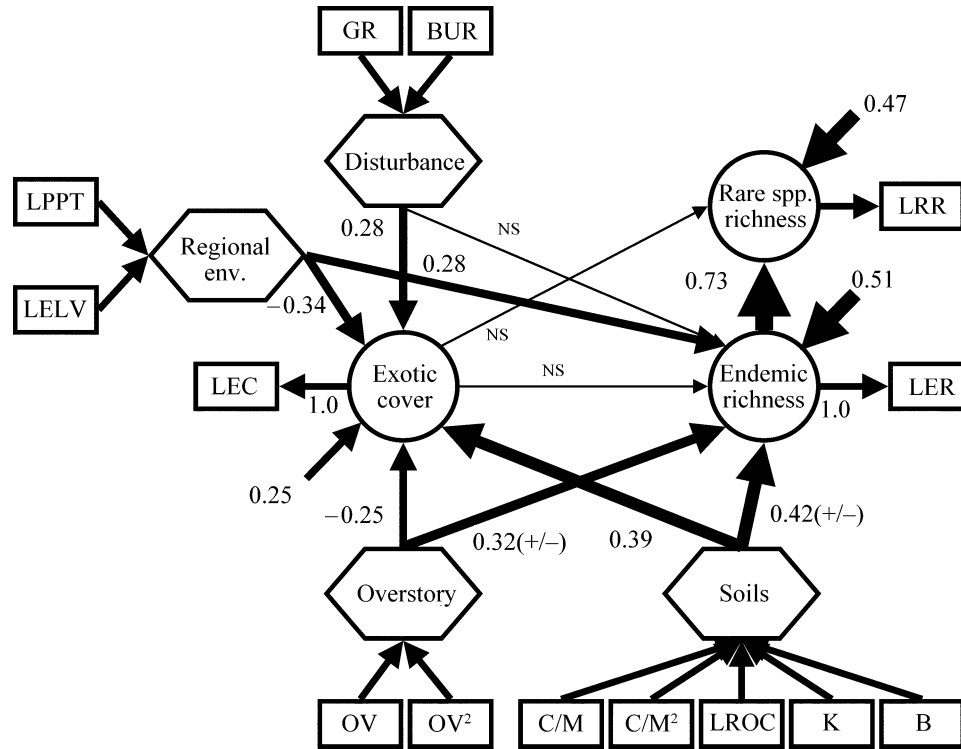 GR
BUR
0.47
Disturbance
LPPT
Rare spp.
richness
LRR
Regional
env.
0.28
NS
0.28
0.73
0.51
LELV
–0.34
NS
LEC
Exotic
cover
NS
Endemic
richness
LER
1.0
1.0
0.25
–0.25
0.32(+/–)
0.39
0.42(+/–)
Overstory
Soils
OV
OV²
C/M
C/M²
LROC
K
B